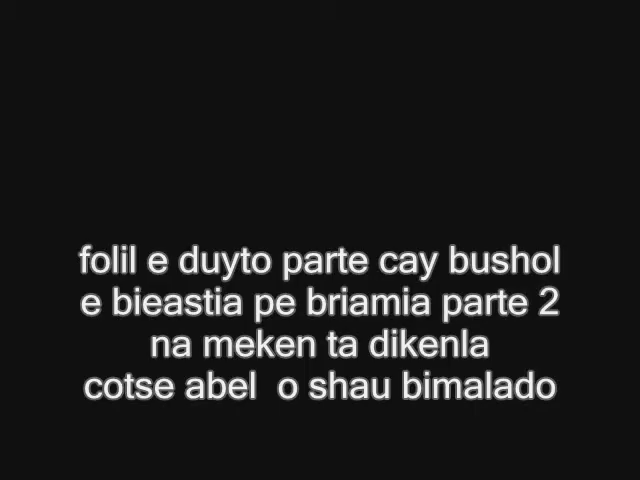 folil e duyto parte cay bushol
e bieastia pe briamia parte 2
na meken ta dikenla
cotse abel  o shau bimalado